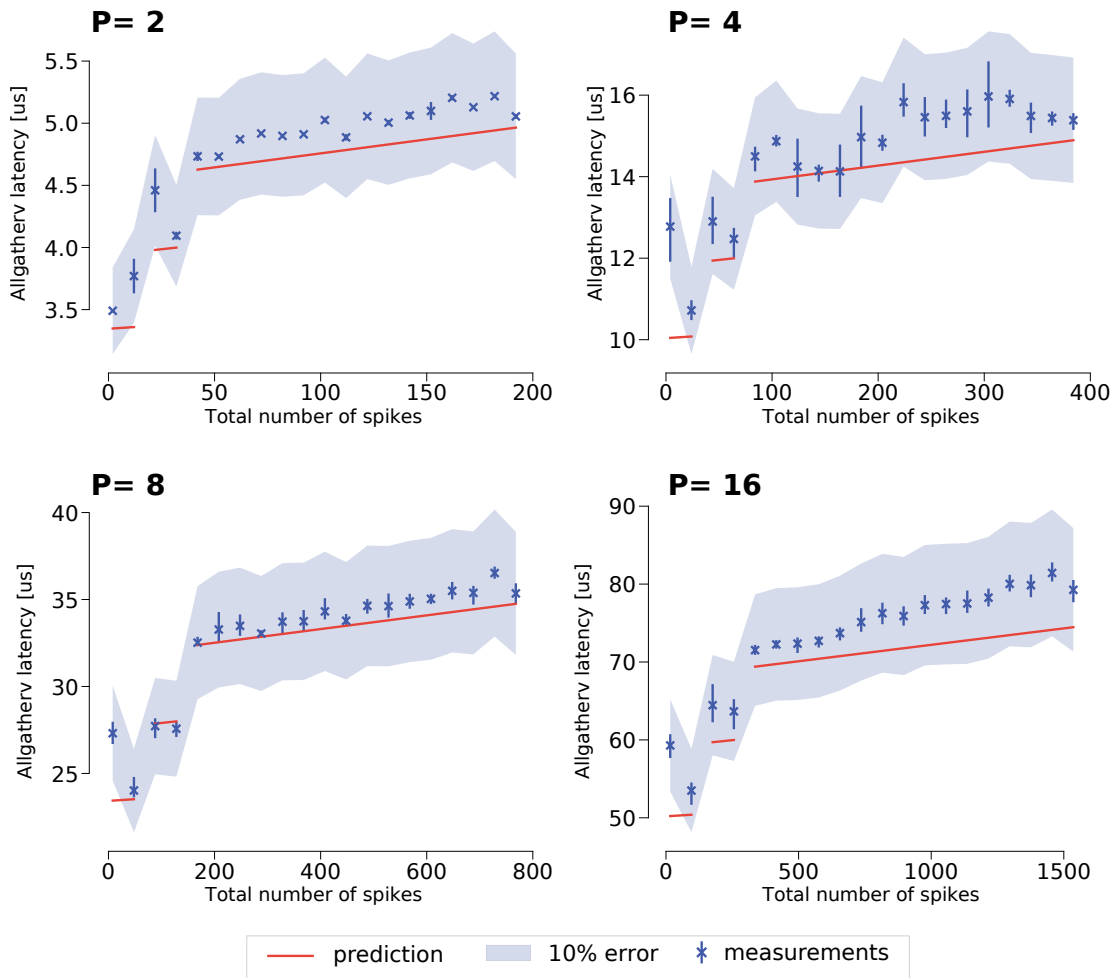 P= 2
Allgatherv latency [us]
5.5
5.0
4.5
4.0
3.5
0 50 100 150 200
Total number of spikes
P= 4
Allgatherv latency [us]
16
14
12
10
0 100 200 300 400
Total number of spikes
P= 8
Allgatherv latency [us]
40
35
30
25
0 200 400 600 800
Total number of spikes
P= 16
Allgatherv latency [us]
90
80
70
60
50
0 500 1000 1500
Total number of spikes
prediction 10% error measurements